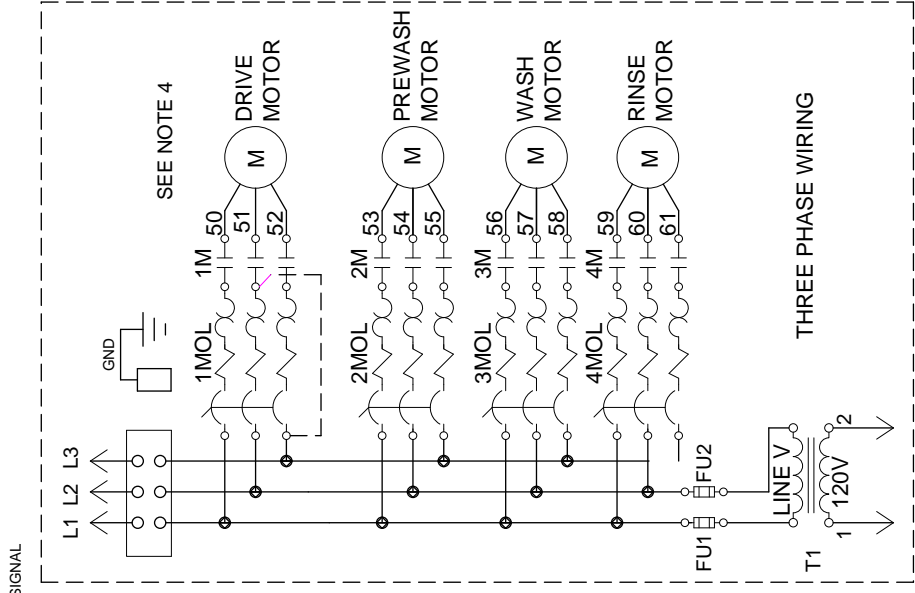 SIGNAL
L1
L2
L3
GND
SEE NOTE 4
1MOL
1M
50
51
52
M
DRIVE
MOTOR
2MOL
2M
53
54
55
M
PREWASH
MOTOR
3MOL
3M
56
57
58
M
WASH
MOTOR
4MOL
4M
59
60
61
M
RINSE
MOTOR
FU1
FU2
T1
LINE V
120V
1
2
THREE PHASE WIRING